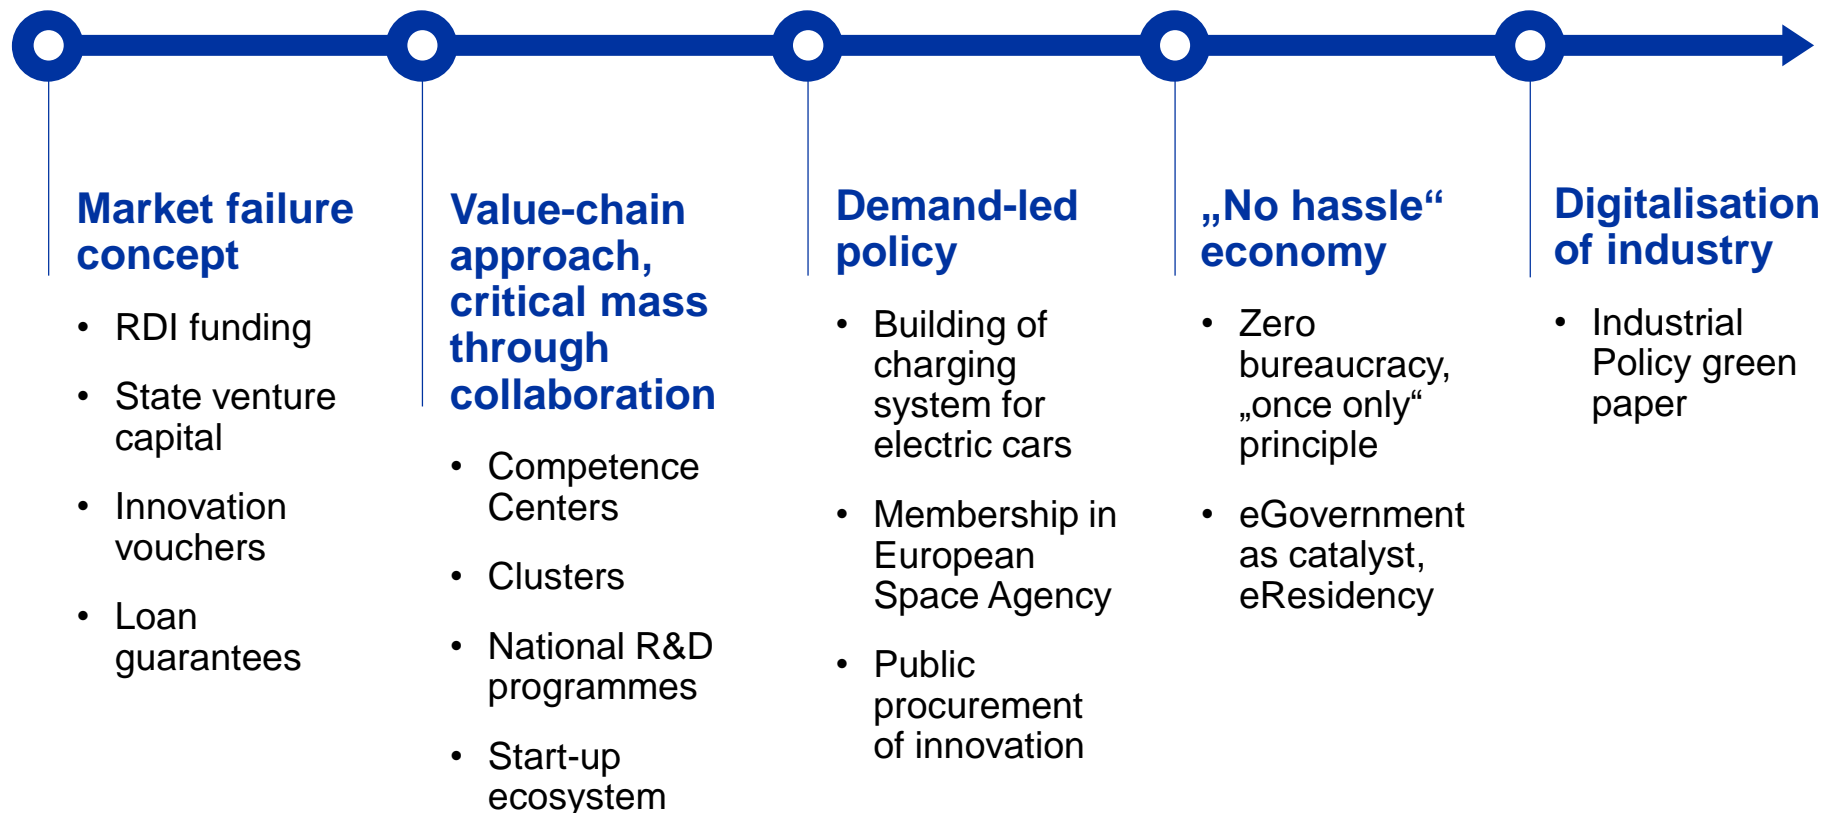 Market failure
concept
• RDI funding
• State venture
capital
• Innovation
vouchers
• Loan
guarantees
Value-chain
approach,
critical mass
through
collaboration
• Competence
Centers
• Clusters
• National R&D
programmes
• Start-up
ecosystem
Demand-led
policy
• Building of
charging
system for
electric cars
• Membership in
European
Space Agency
• Public
procurement
of innovation
„No hassle“
economy
• Zero
bureaucracy,
„once only“
principle
• eGovernment
as catalyst,
eResidency
Digitalisation
of industry
• Industrial
Policy green
paper